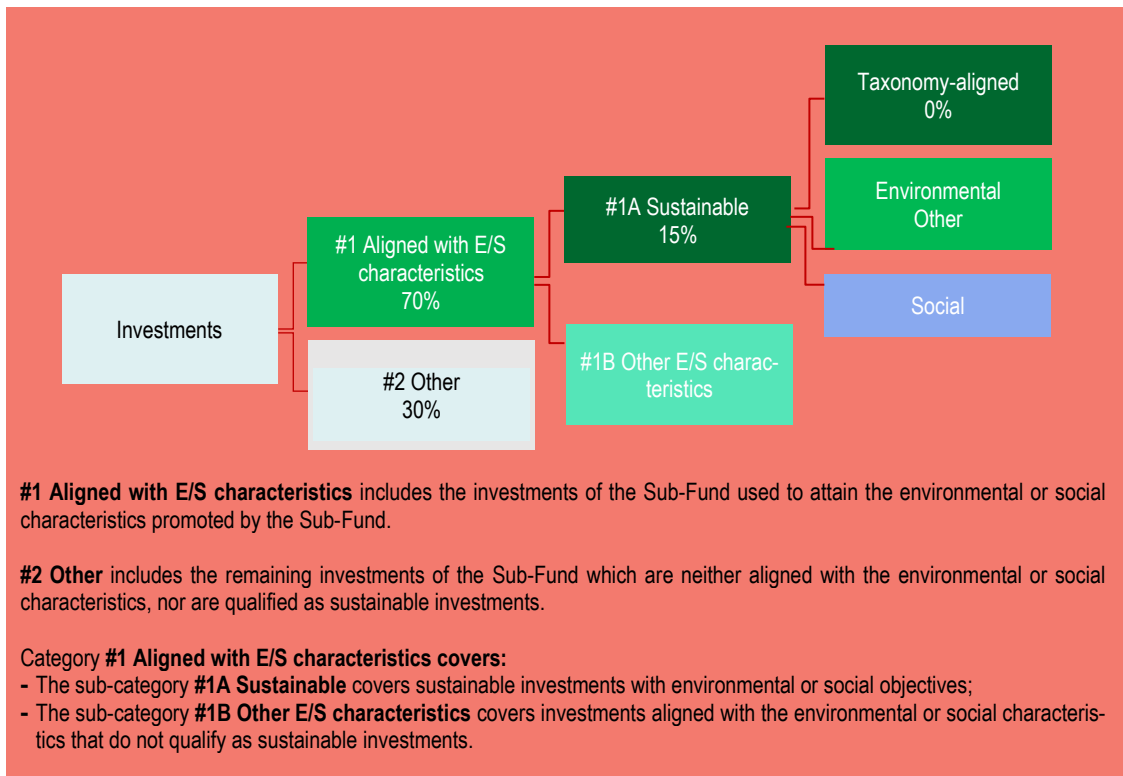 Taxonomy-aligned
0%
Environmental
Other
#1A Sustainable
15%
#1 Aligned with E/S
characteristics
70%
Social
Investments
#1B Other E/S charac-
teristics
#2 Other
30%
#1 Aligned with E/S characteristics includes the investments of the Sub-Fund used to attain the environmental or social
characteristics promoted by the Sub-Fund.
#2 Other includes the remaining investments of the Sub-Fund which are neither aligned with the environmental or social
characteristics, nor are qualified as sustainable investments.
Category #1 Aligned with E/S characteristics covers:
- The sub-category #1A Sustainable covers sustainable investments with environmental or social objectives;
- The sub-category #1B Other E/S characteristics covers investments aligned with the environmental or social characteris-
tics that do not qualify as sustainable investments.